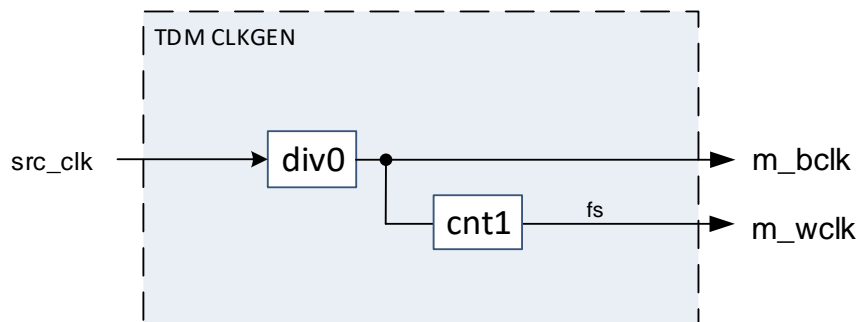 TDM CLKGEN
src_clk
div0
m_bclk
cnt1
fs
m_wclk